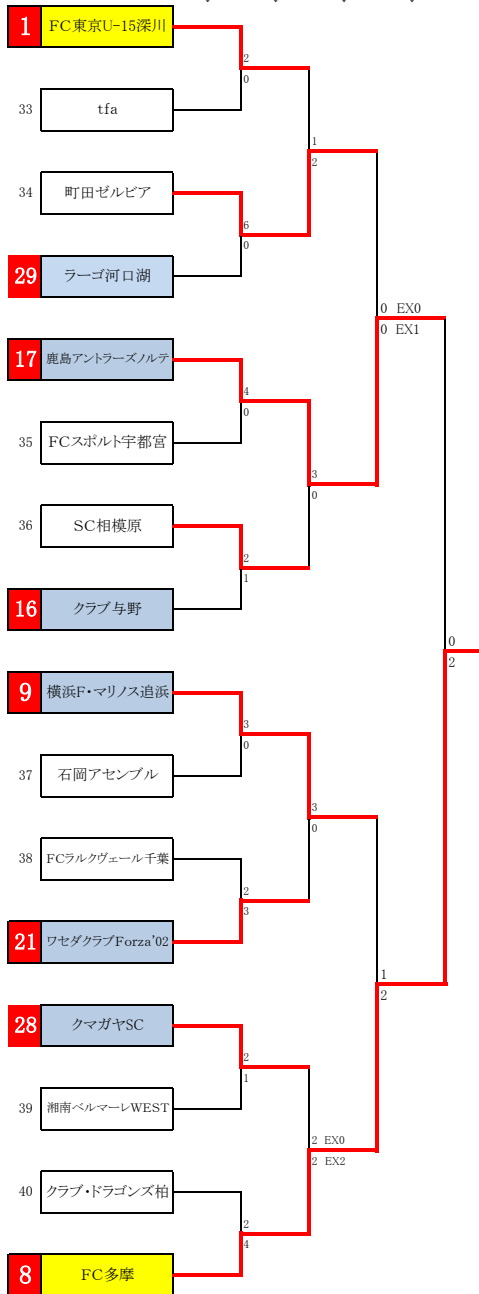 1 FC東京U-15深川
2
0
33 tfa
1
2
34 町田ゼルビア
6
0
29 ラーゴ河口湖
0 EX0
0 EX1
17 鹿島アントラーズノルテ
4
0
35 FCスポルト宇都宮
3
0
36 SC相模原
2
1
16 クラブ与野
0
2
9 横浜F・マリノス追浜
3
0
37 石岡アセンブル
3
0
38 FCラルクヴェール千葉
2
3
21 ワセダクラブForza'02
1
2
28 クマガヤSC
2
1
39 湘南ベルマーレWEST
2 EX0
2 EX2
40 クラブ・ドラゴンズ柏
2
4
8 FC多摩